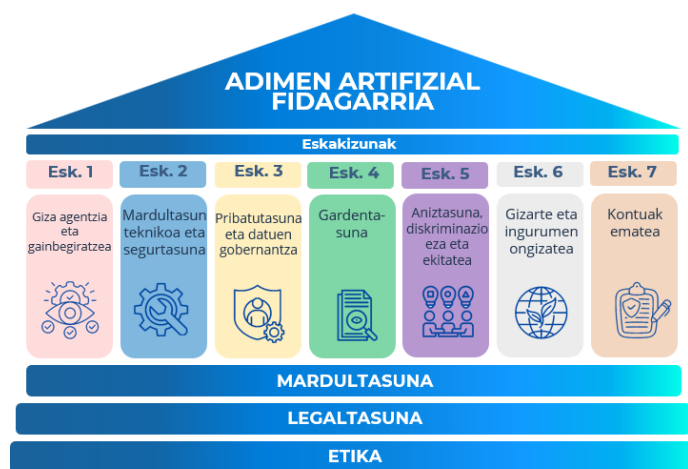 ADIMEN ARTIFIZIAL
FIDAGARRIA
Eskakizunak
Esk. 1
Esk. 2
Esk. 3
Esk. 4
Esk. 5
Esk. 6
Esk. 7
Giza agentzia
eta
gainbegiratzea
Mardultasun
teknikoa eta
segurtasuna
Pribatutasuna
eta datuen
gobernantza
Gardenta-
suna
Aniztasuna,
diskriminazio
eza eta
ekitatea
Gizarte eta
ingurumen
ongizatea
Kontuak
ematea
MARDULTASUNA
LEGALTASUNA
ETIKA